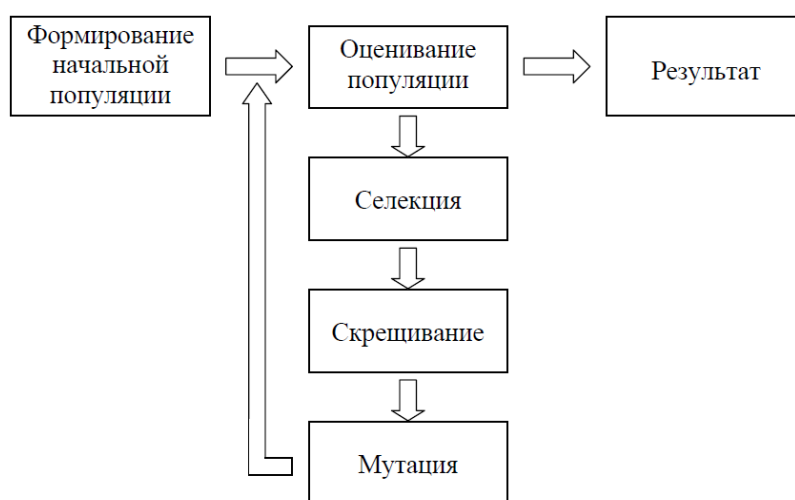 Формирование
начальной
популяции
Оценивание
популяции
Результат
Селекция
Скрещивание
Мутация